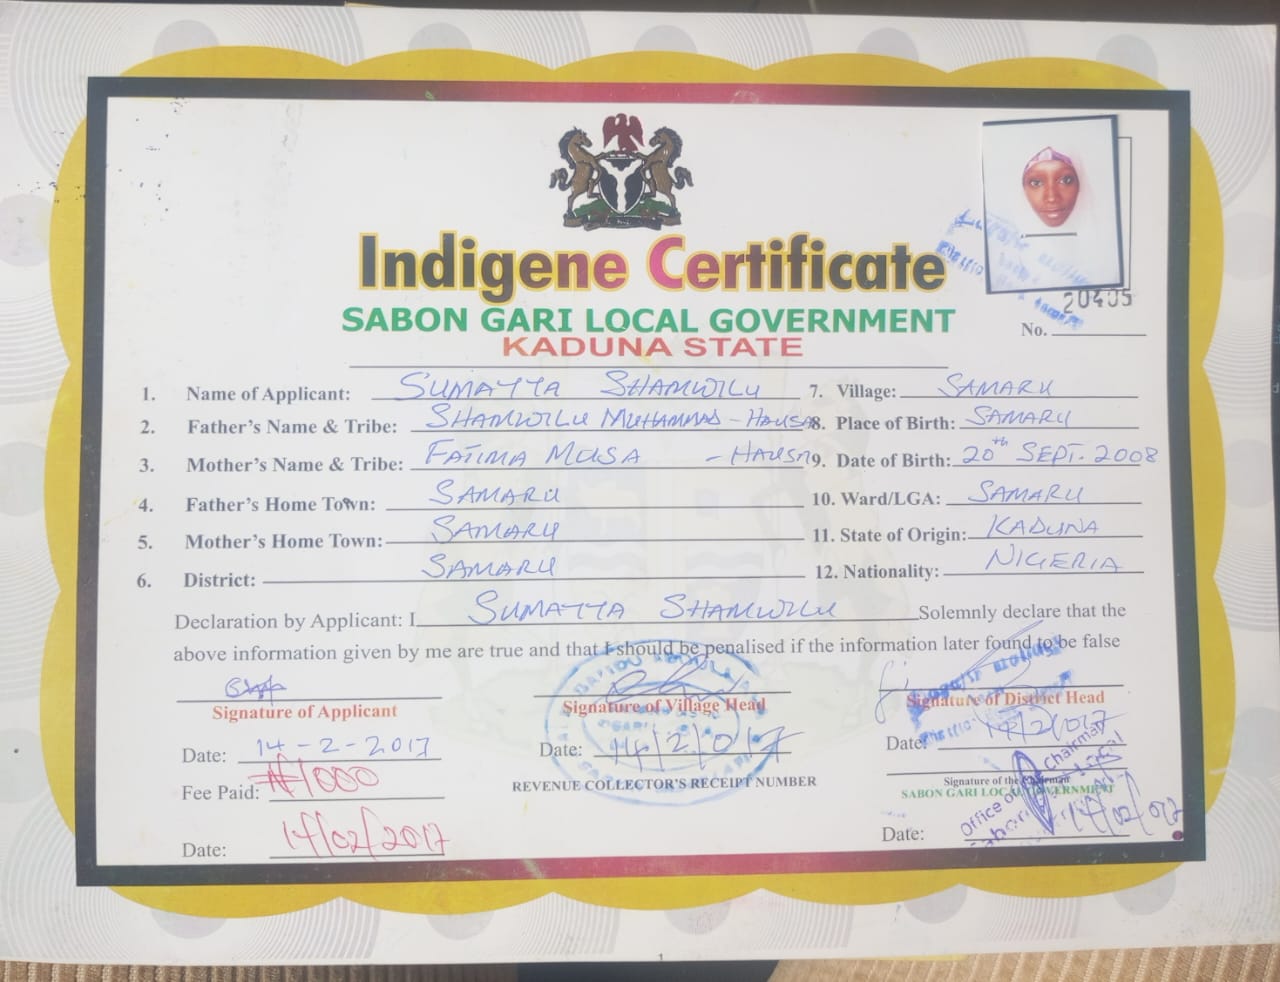 Indigene Certificate
SABON GARI LOCAL GOVERNMENT
KADUNA STATE
20405
No.
1. Name of Applicant: SUMAYYA SHAMWILU
7. Village: SAMARU
2. Father's Name & Tribe: SHAMWILU MUHAMMAD - HAUSA
8. Place of Birth: SAMARU
3. Mother's Name & Tribe: FATIMA MUSA - HAUSA
9. Date of Birth: 20th SEPT. 2008
4. Father's Home Town: SAMARU
10. Ward/LGA: SAMARU
5. Mother's Home Town: SAMARU
11. State of Origin: KADUNA
6. District: SAMARU
12. Nationality: NIGERIA
Declaration by Applicant: I SUMAYYA SHAMWILU Solemnly declare that the
above information given by me are true and that I should be penalised if the information later found to be false
Signature of Applicant
Signature of Village Head
Signature of District Head
Date: 14-2-2017
Date: 14/2/017
Date: 14/2/017
Fee Paid: ₦1000
REVENUE COLLECTOR'S RECEIPT NUMBER
Signature of the Chairman
SABON GARI LOCAL GOVERNMENT
Office of Chairman
Date: 14/02/2017
Date: 14/02/017